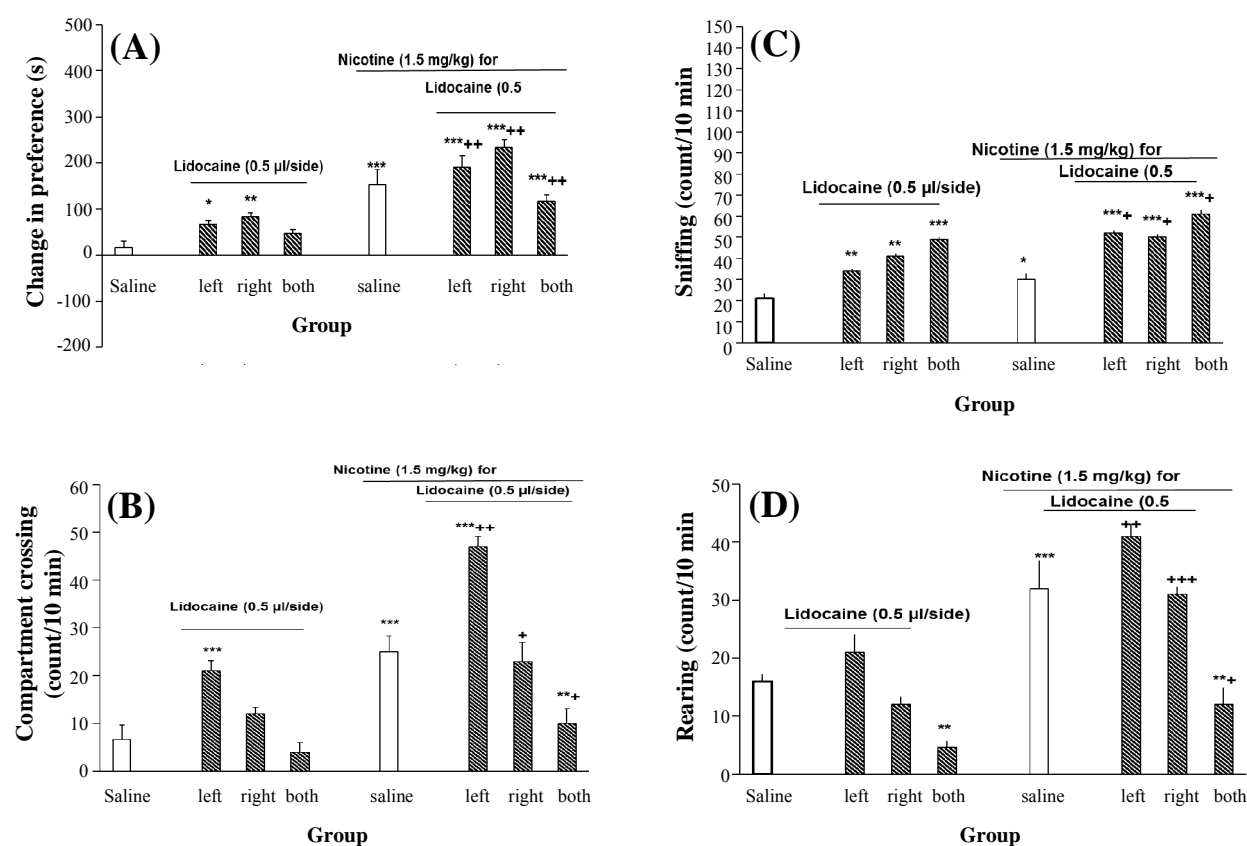 (A)
Change in preference (s)
500
400
300
200
100
0
-100
-200
Nicotine (1.5 mg/kg) for
Lidocaine (0.5
Lidocaine (0.5 µl/side)
*
**
***
***++
***++
***++
Saline
left
right
both
saline
left
right
both
Group
(C)
Sniffing (count/10 min
150
140
130
120
110
100
90
80
70
60
50
40
30
20
10
0
Nicotine (1.5 mg/kg) for
Lidocaine (0.5
Lidocaine (0.5 µl/side)
**
**
***
*
***+
***+
***+
Saline
left
right
both
saline
left
right
both
Group
(B)
Compartment crossing
(count/10 min)
60
50
40
30
20
10
0
Nicotine (1.5 mg/kg) for
Lidocaine (0.5 µl/side)
Lidocaine (0.5 µl/side)
***
***
***++
+
**+
Saline
left
right
both
saline
left
right
both
Group
(D)
Rearing (count/10 min
50
40
30
20
10
0
Nicotine (1.5 mg/kg) for
Lidocaine (0.5
Lidocaine (0.5 µl/side)
**
***
++
+++
**+
Saline
left
right
both
saline
left
right
both
Group